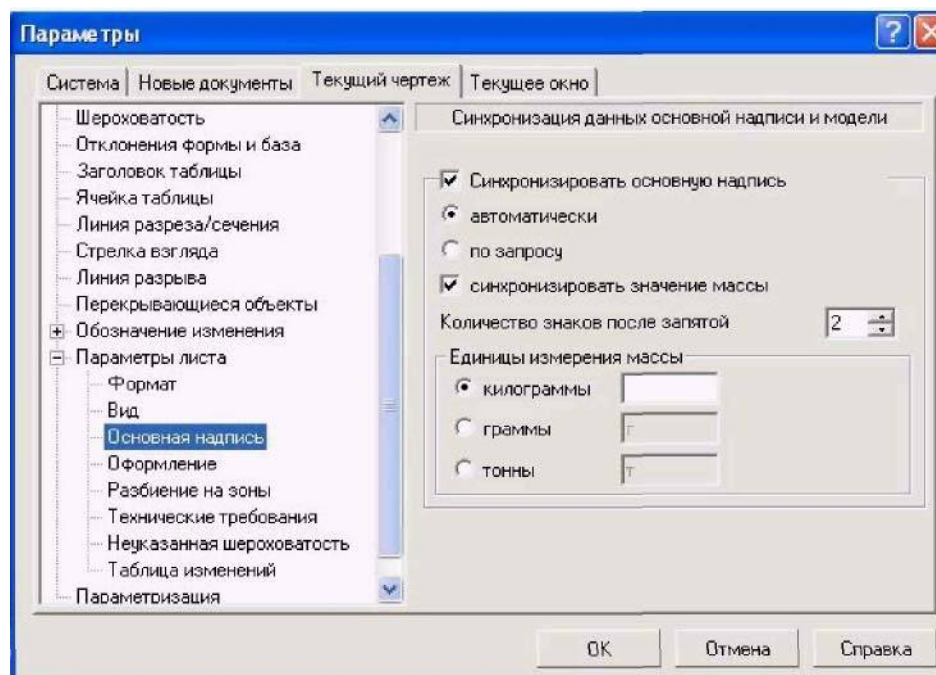 Параметры
Система
Новые документы
Текущий чертеж
Текущее окно
Шероховатость
Отклонения формы и база
Заголовок таблицы
Ячейка таблицы
Линия разреза/сечения
Стрелка взгляда
Линия разрыва
Перекрывающиеся объекты
Обозначение изменения
Параметры листа
Формат
Вид
Основная надпись
Оформление
Разбиение на зоны
Технические требования
Неуказанная шероховатость
Таблица изменений
Параметризация
Синхронизация данных основной надписи и модели
Синхронизировать основную надпись
автоматически
по запросу
синхронизировать значение массы
Количество знаков после запятой 2
Единицы измерения массы
килограммы
граммы г
тонны т
OK
Отмена
Справка